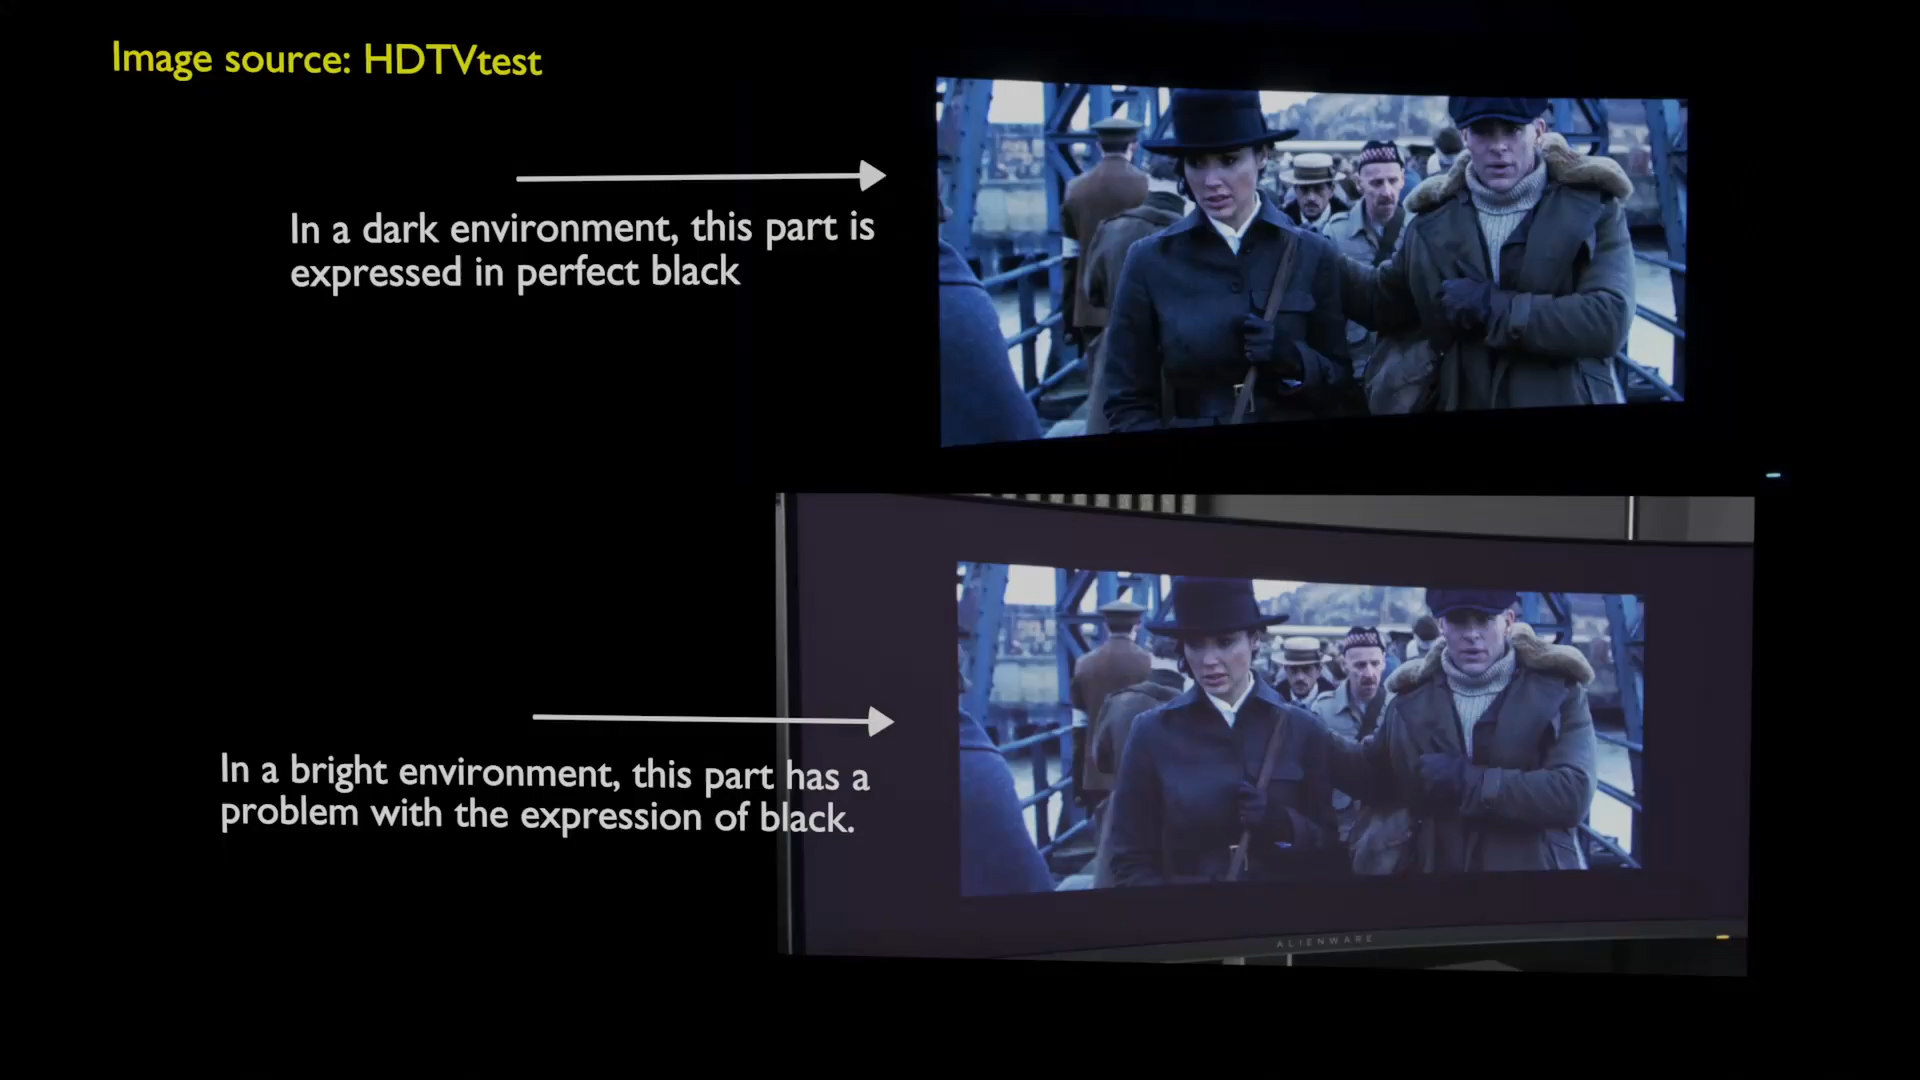 Image source: HDTVtest
In a dark environment, this part is
expressed in perfect black
In a bright environment, this part has a
problem with the expression of black.
ALIENWARE